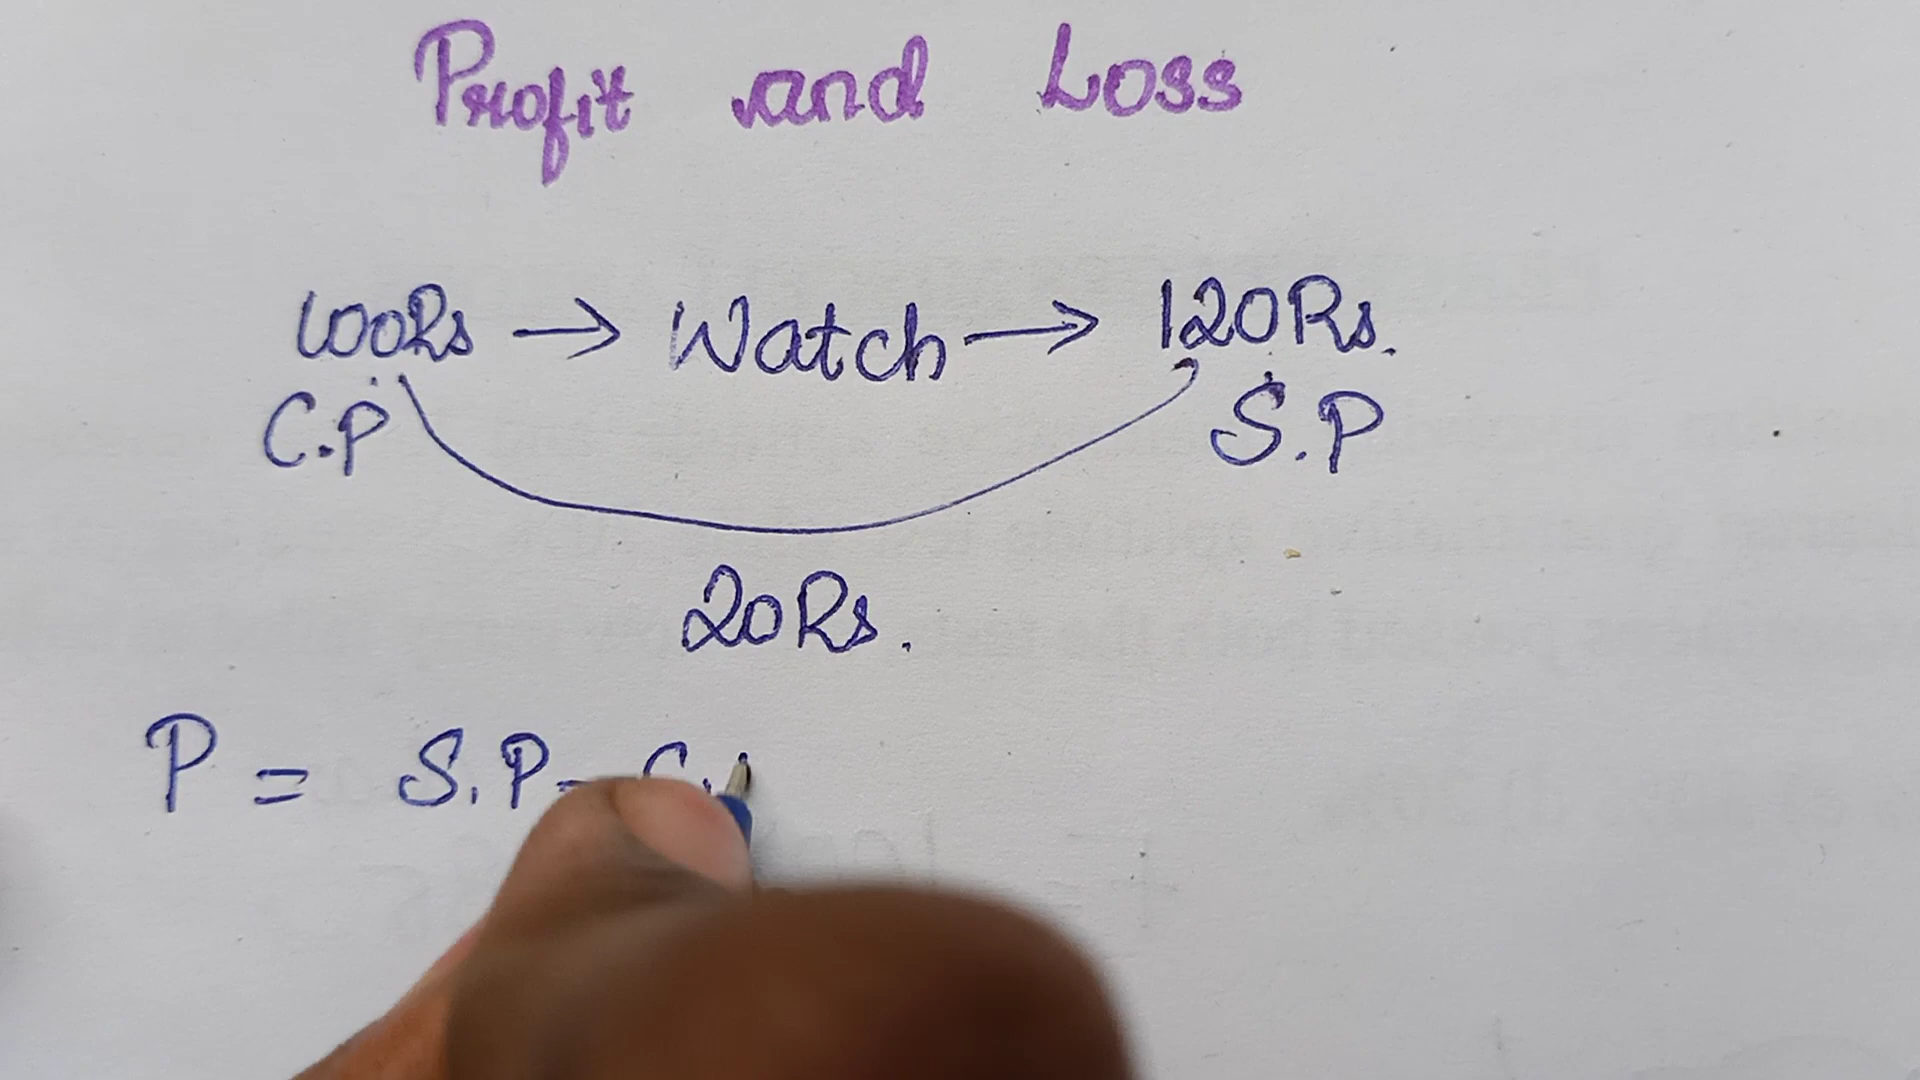 Profit and Loss
100Rs → Watch → 120Rs.
C.P S.P
20Rs.
P = S.P - C.